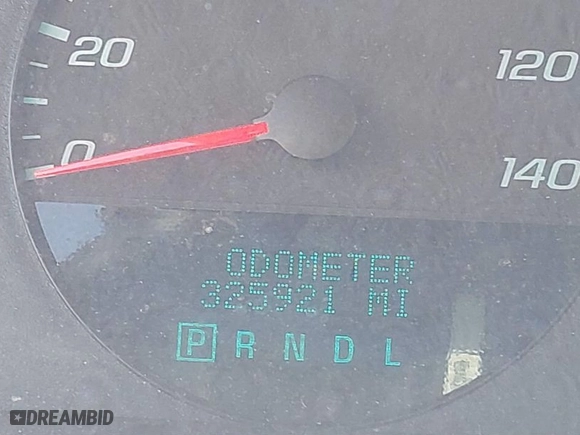 20
120
0
140
ODOMETER
325921 MI
P R N D L
DREAMBID